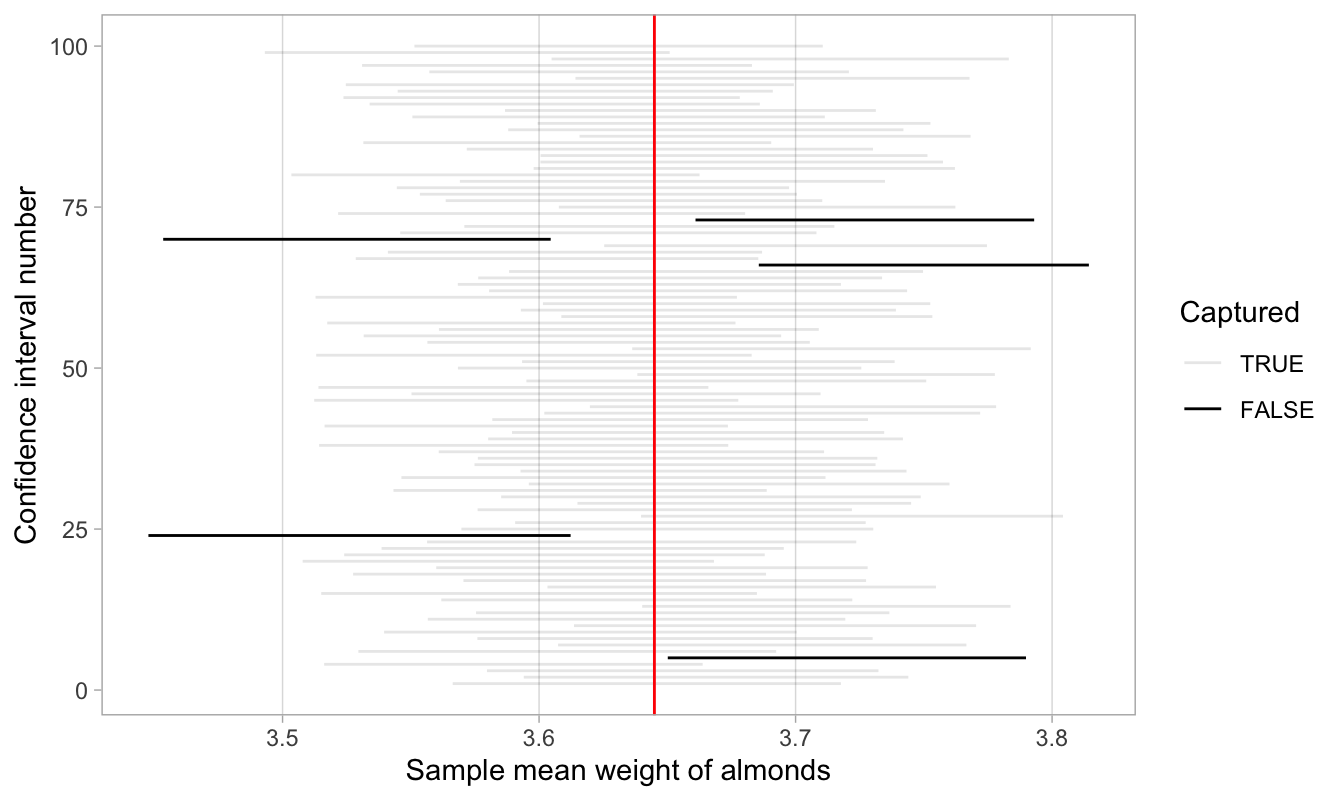 100
75
50
25
0
Confidence interval number
3.5 3.6 3.7 3.8
Sample mean weight of almonds
Captured
TRUE
FALSE